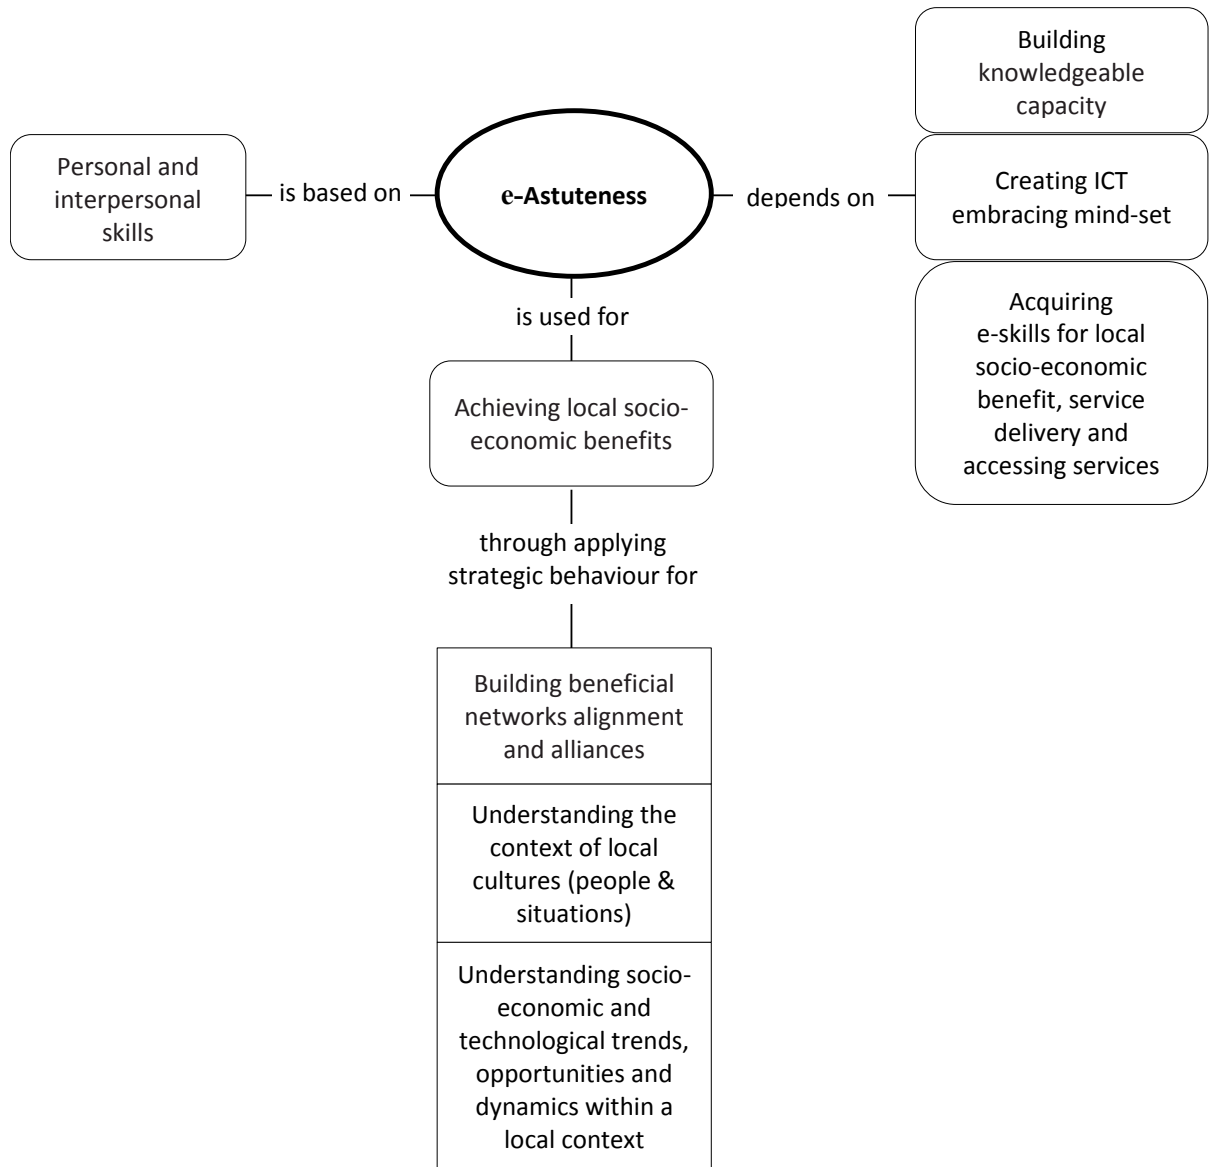 Personal and
interpersonal
skills
is based on
e-Astuteness
depends on
Building
knowledgeable
capacity
Creating ICT
embracing mind-set
Acquiring
e-skills for local
socio-economic
benefit, service
delivery and
accessing services
is used for
Achieving local socio-
economic benefits
through applying
strategic behaviour for
Building beneficial
networks alignment
and alliances
Understanding the
context of local
cultures (people &
situations)
Understanding socio-
economic and
technological trends,
opportunities and
dynamics within a
local context